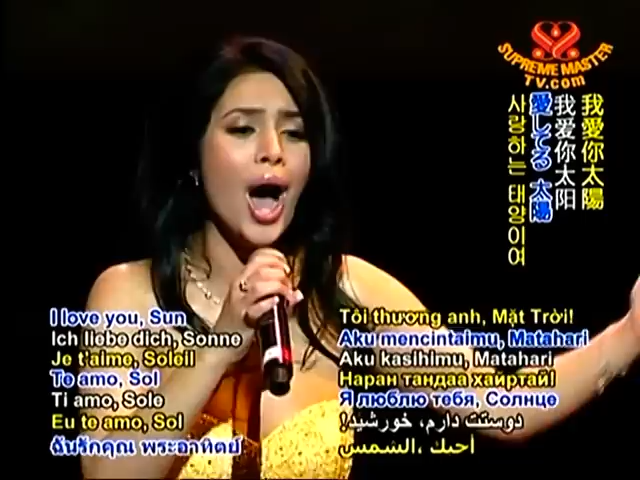 SUPREME MASTER
TV.com
我愛你太陽
我爱你太阳
愛してる 太陽
사랑하는 태양이여
I love you, Sun
Ich liebe dich, Sonne
Je t'aime, Soleil
Te amo, Sol
Ti amo, Sole
Eu te amo, Sol
ฉันรักคุณ พระอาทิตย์
Tôi thương anh, Mặt Trời!
Aku mencintaimu, Matahari
Aku kasihimu, Matahari
Наран тандаа хайртай!
Я люблю тебя, Солнце
دوستت دارم، خورشید!
أحبك ،الشمس